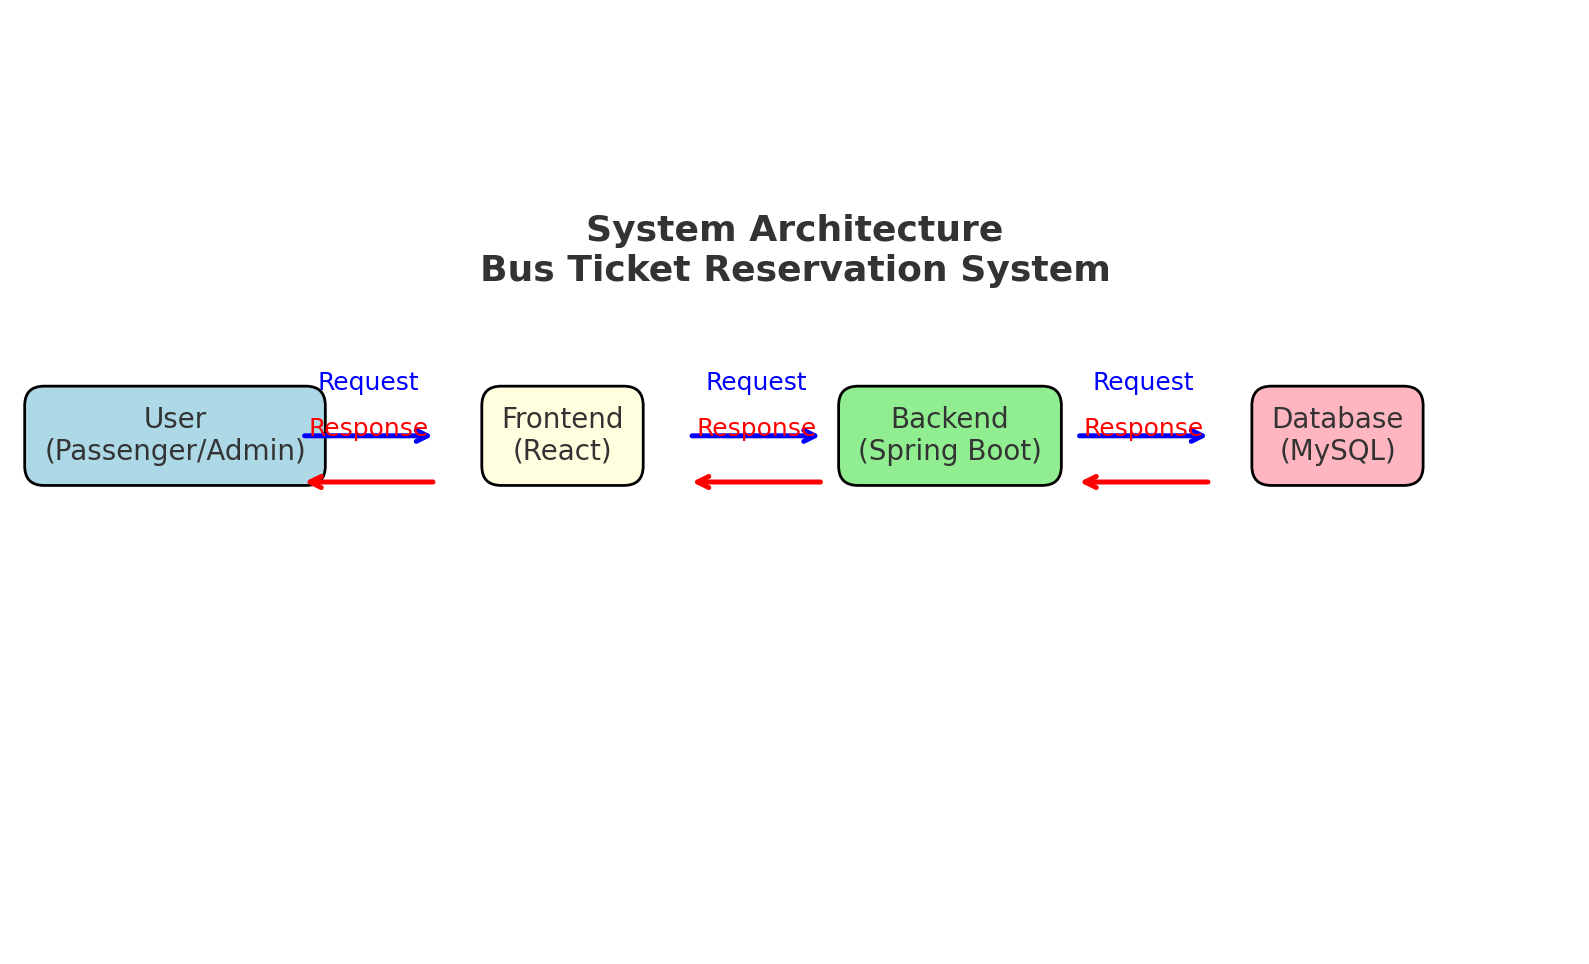 System Architecture
Bus Ticket Reservation System
Request
Request
Request
User
(Passenger/Admin)
Response
Frontend
(React)
Response
Backend
(Spring Boot)
Response
Database
(MySQL)